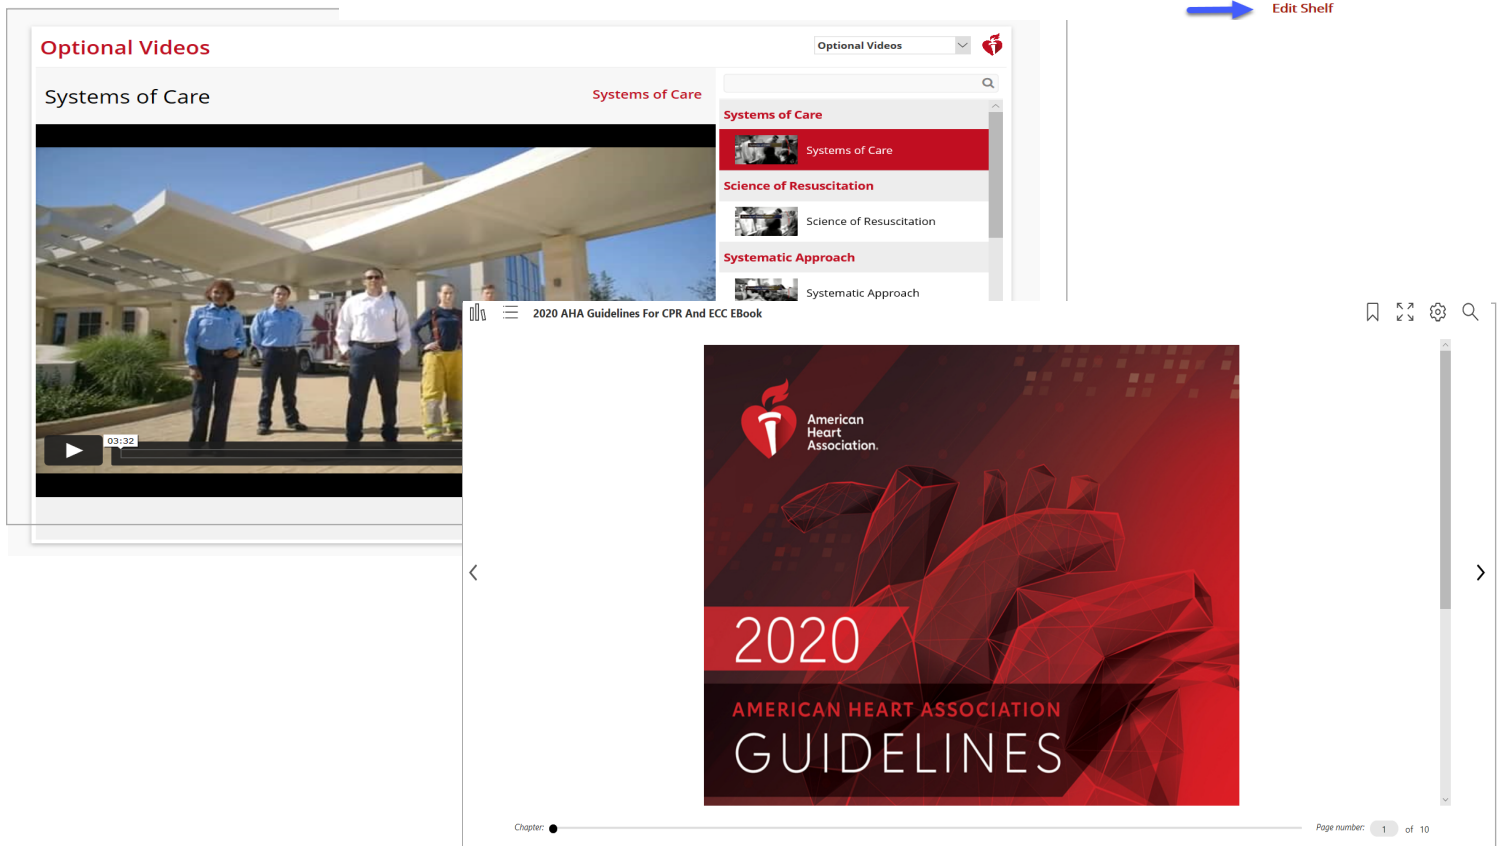 Edit Shelf
Optional Videos
Optional Videos
Systems of Care
Systems of Care
Systems of Care
Systems of Care
Science of Resuscitation
Science of Resuscitation
Systematic Approach
Systematic Approach
03:32
2020 AHA Guidelines For CPR And ECC EBook
American
Heart
Association.
2020
AMERICAN HEART ASSOCIATION
GUIDELINES
Chapter:
Page number: 1 of 10